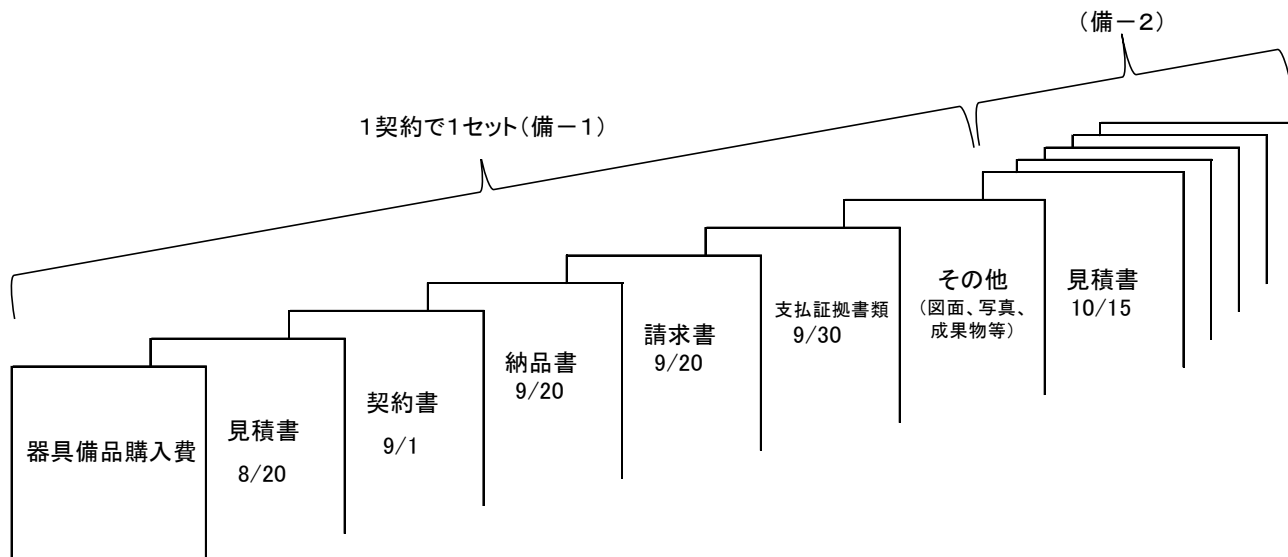 (備－2)
1契約で1セット(備－1)
器具備品購入費
見積書
8/20
契約書
9/1
納品書
9/20
請求書
9/20
支払証拠書類
9/30
その他
(図面、写真、
成果物等)
見積書
10/15